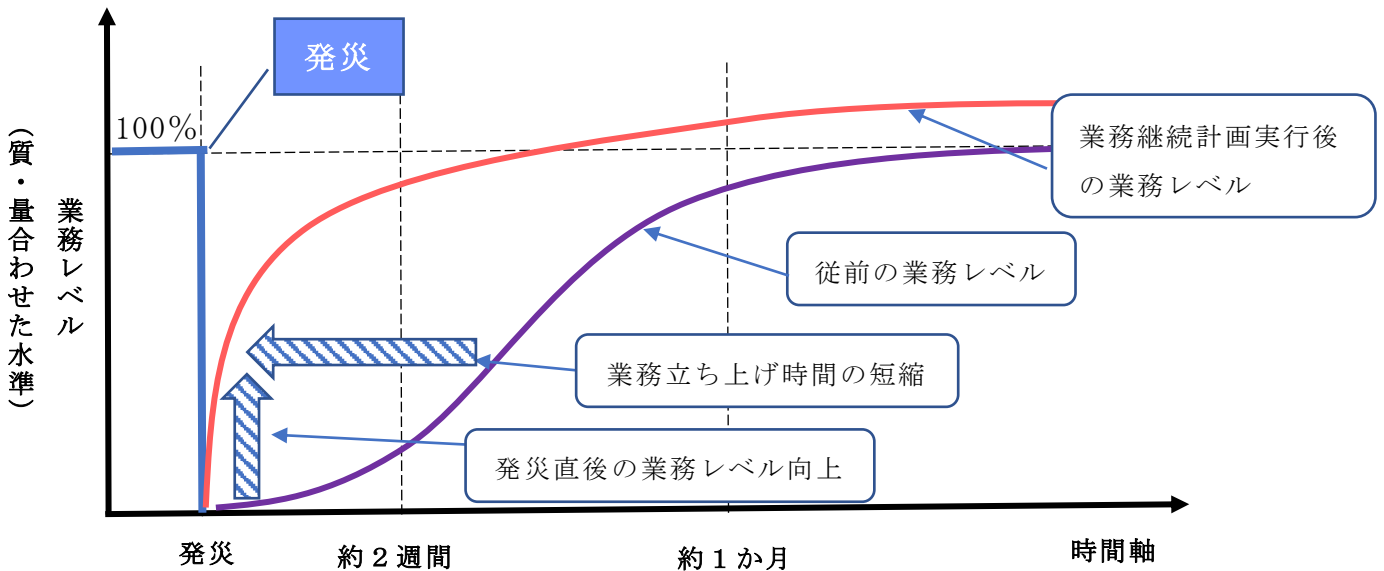 発災
100%
業務レベル
（質・量合わせた水準）
業務継続計画実行後
の業務レベル
従前の業務レベル
業務立ち上げ時間の短縮
発災直後の業務レベル向上
発災
約２週間
約１か月
時間軸